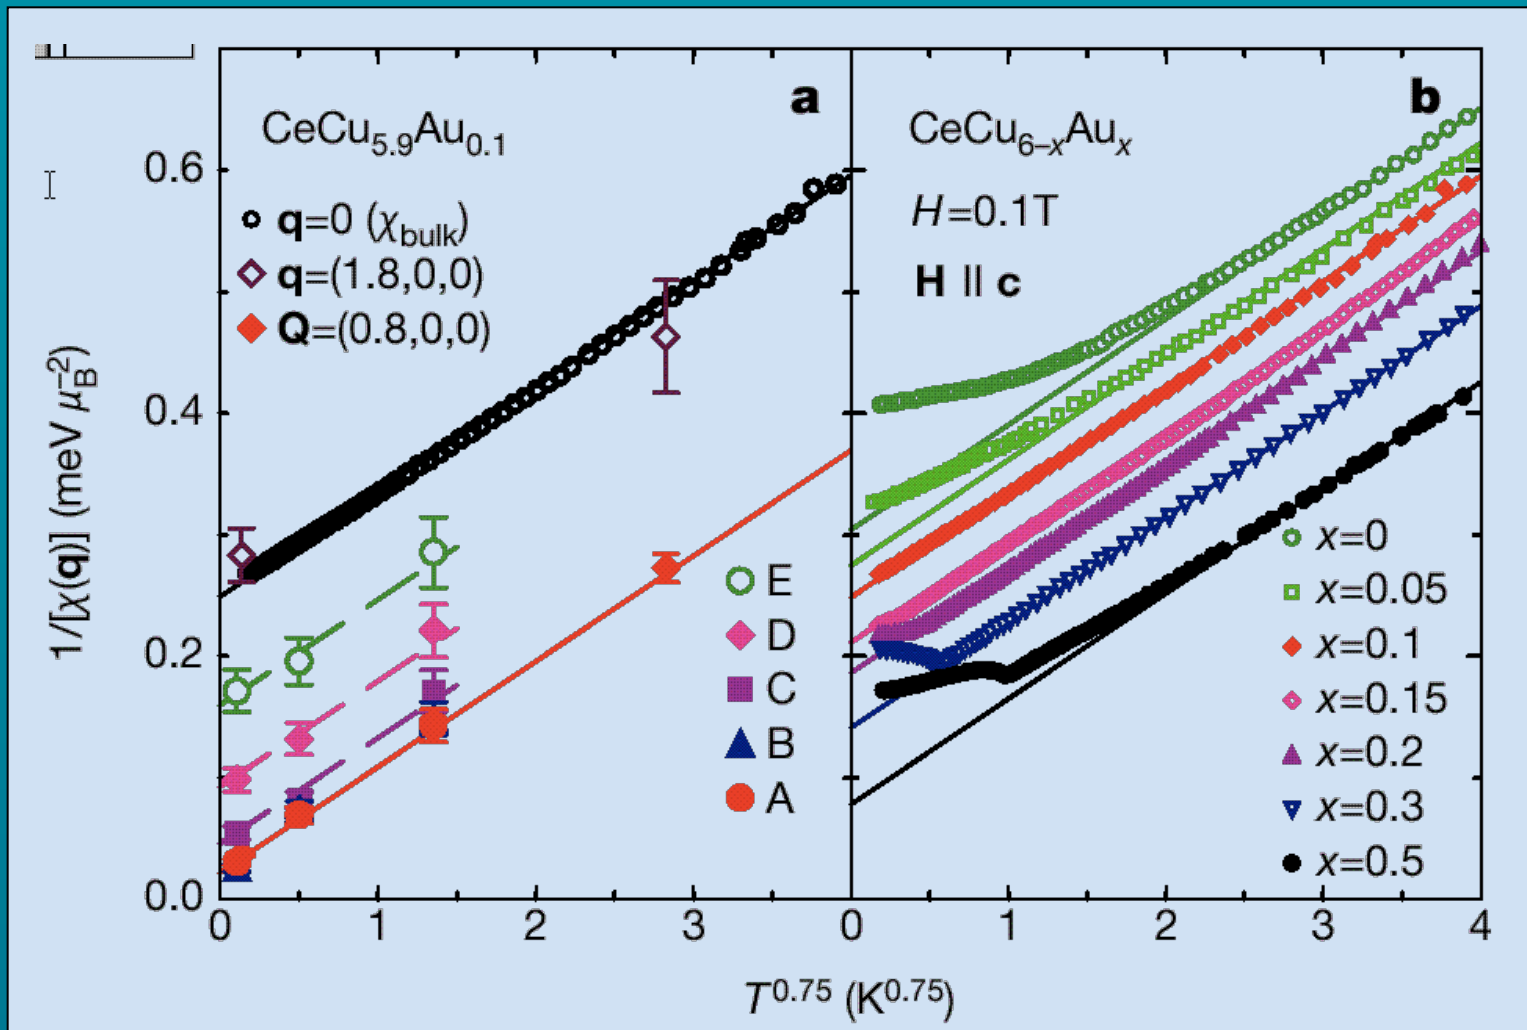 a
CeCu5.9Au0.1
q=0 (χbulk)
q=(1.8,0,0)
Q=(0.8,0,0)
E
D
C
B
A
b
CeCu6–xAux
H=0.1T
H || c
x=0
x=0.05
x=0.1
x=0.15
x=0.2
x=0.3
x=0.5
1/[χ(q)] (meV μB−2)
0.6
0.4
0.2
0.0
0 1 2 3 0 1 2 3 4
T0.75 (K0.75)